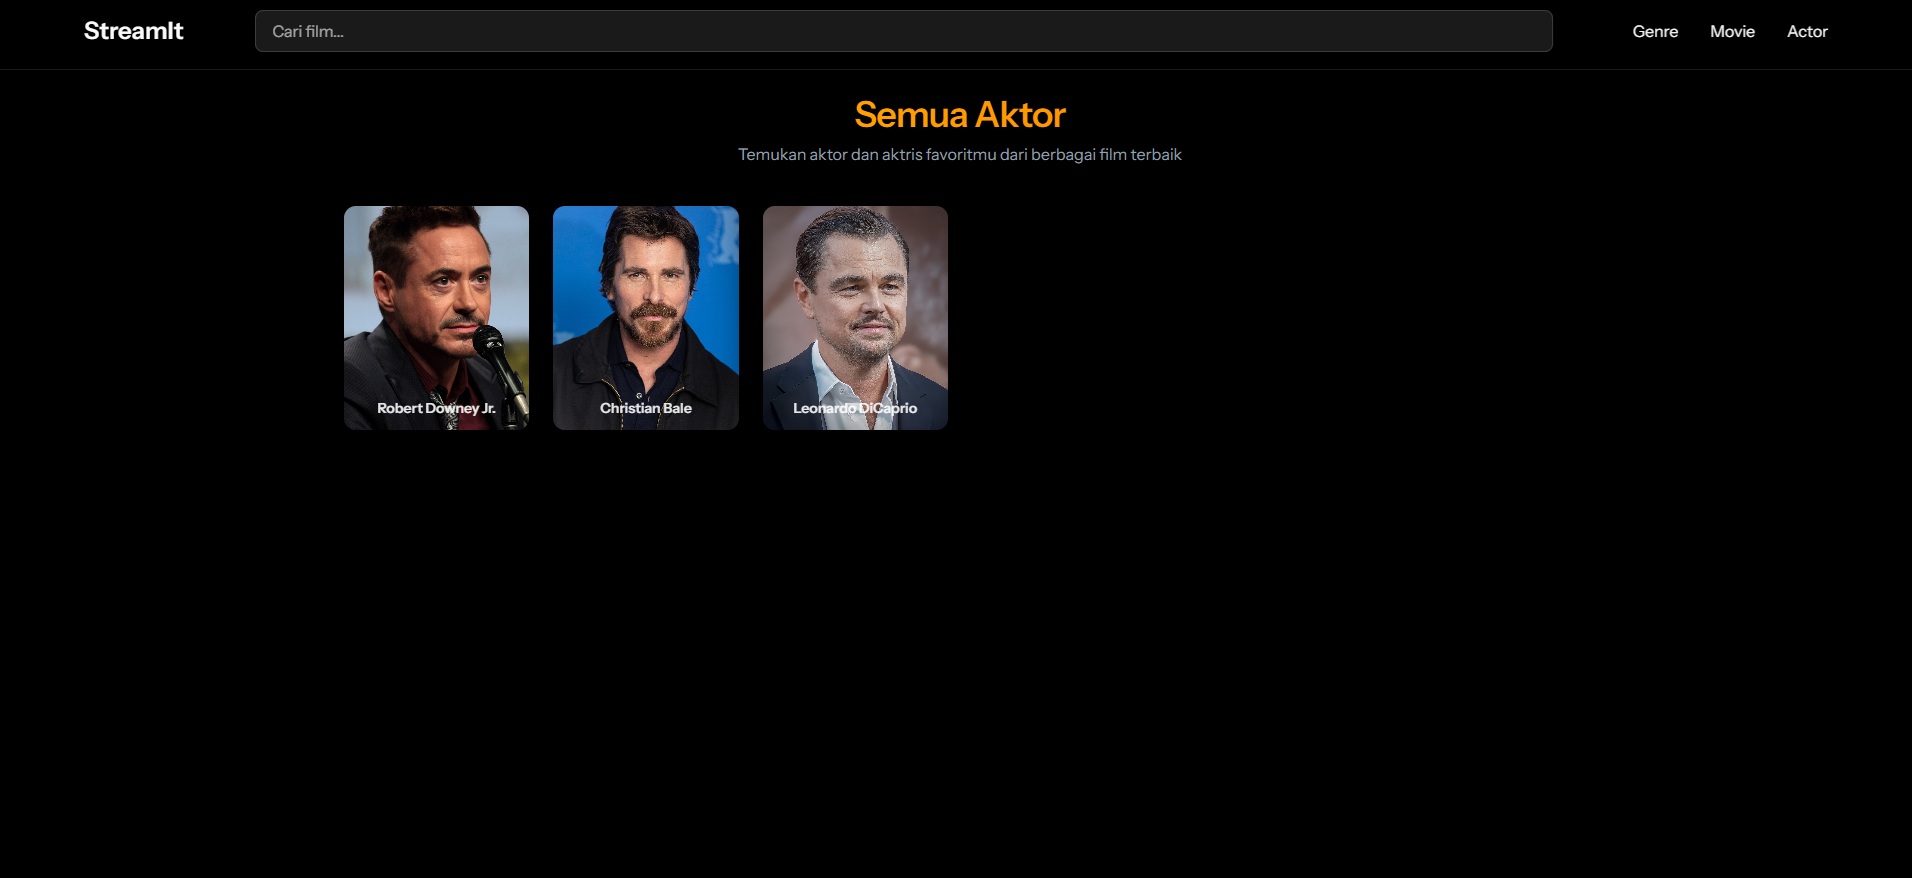 StreamIt
Cari film...
Genre
Movie
Actor
Semua Aktor
Temukan aktor dan aktris favoritmu dari berbagai film terbaik
Robert Downey Jr.
Christian Bale
Leonardo DiCaprio